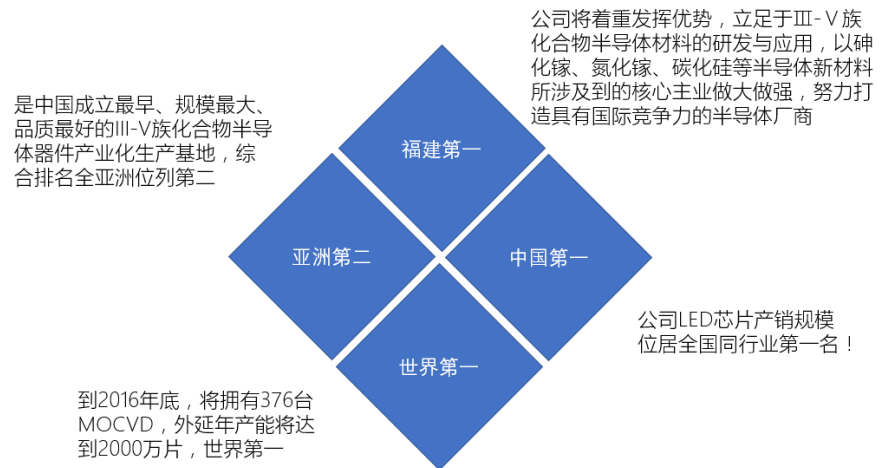 公司将着重发挥优势，立足于Ⅲ-Ⅴ族
化合物半导体材料的研发与应用，以砷
化镓、氮化镓、碳化硅等半导体新材料
所涉及到的核心主业做大做强，努力打
造具有国际竞争力的半导体厂商
是中国成立最早、规模最大、
品质最好的III-V族化合物半导
体器件产业化生产基地，综
合排名全亚洲位列第二
福建第一
亚洲第二
中国第一
世界第一
公司LED芯片产销规模
位居全国同行业第一名！
到2016年底，将拥有376台
MOCVD，外延年产能将达
到2000万片，世界第一